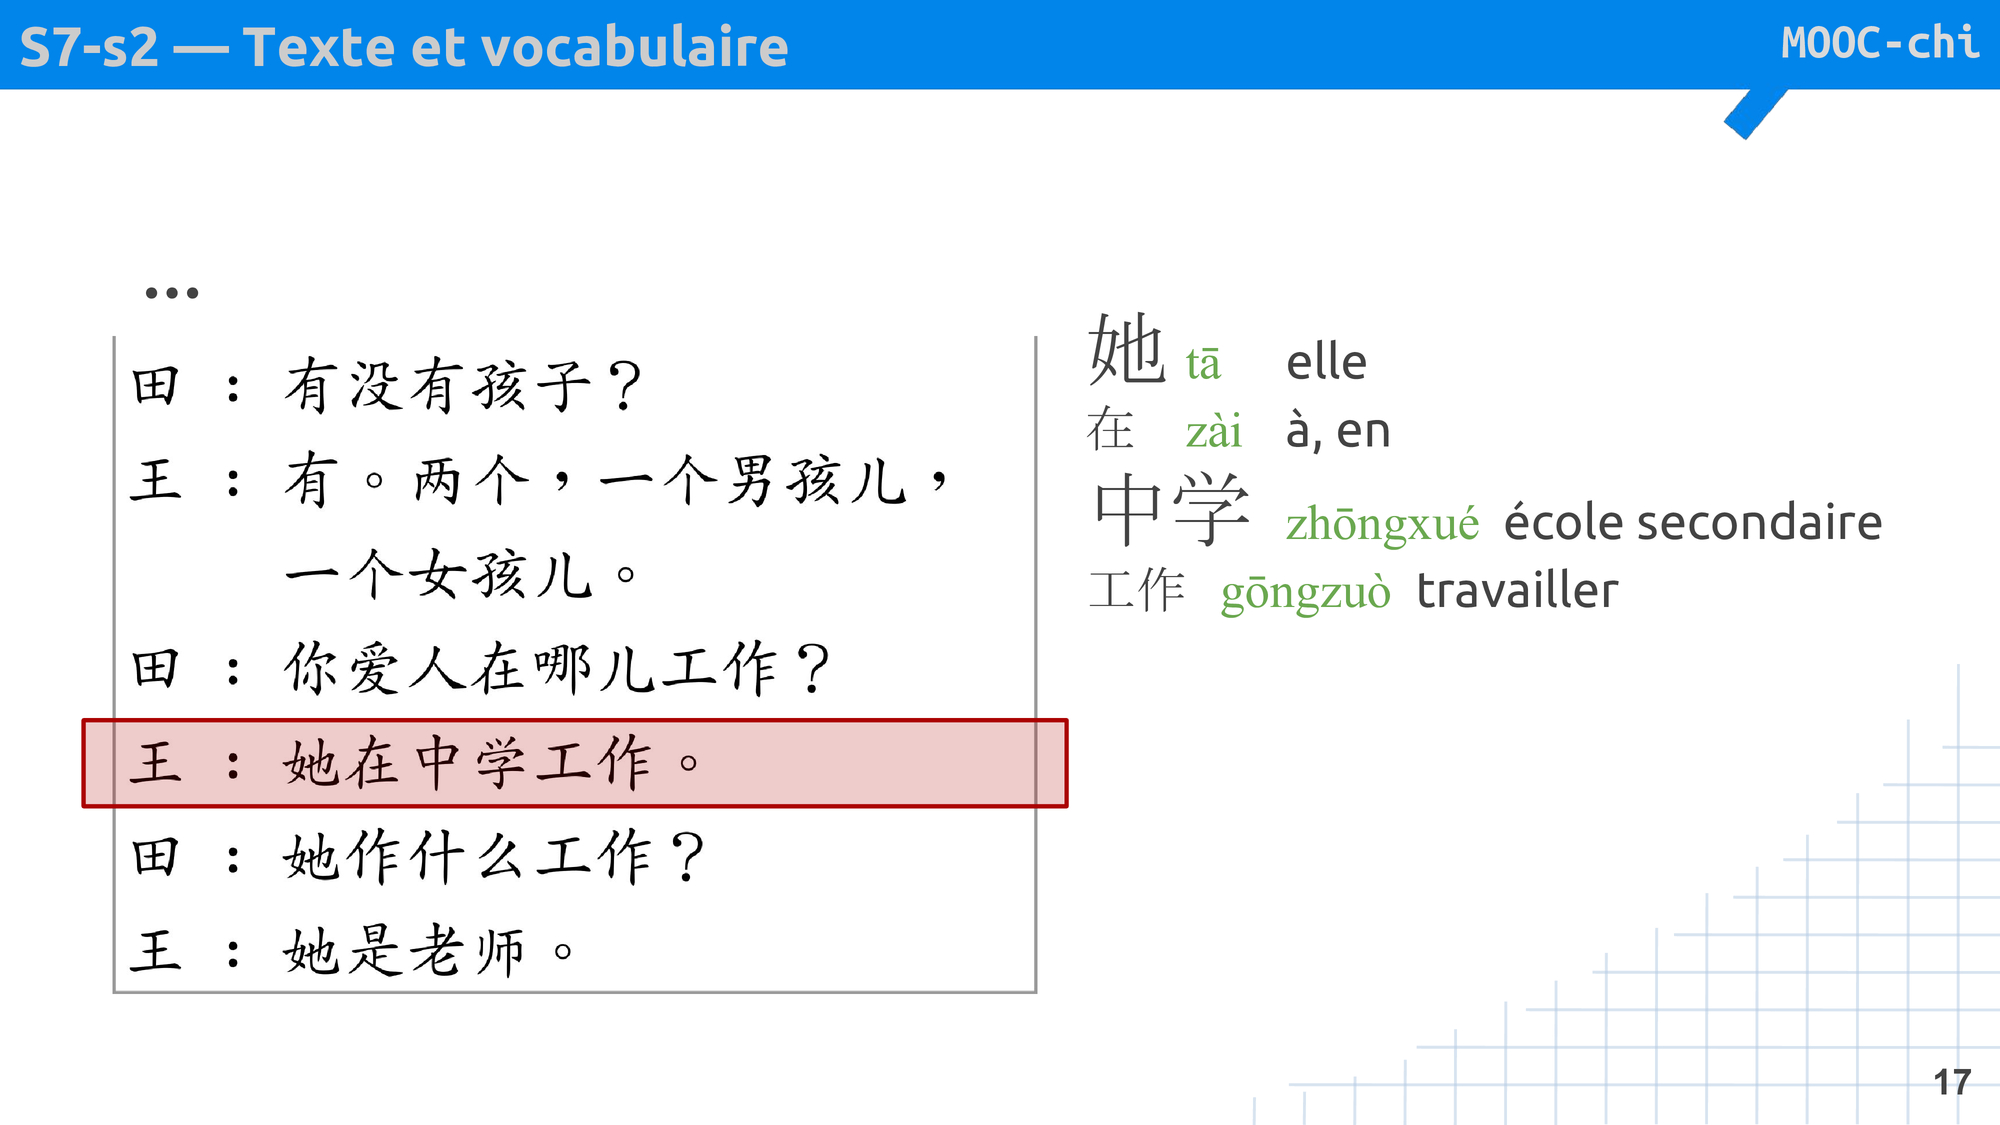 S7-s2 — Texte et vocabulaire
MOOC-chi
...
田 : 有没有孩子？
王 : 有。两个，一个男孩儿，
一个女孩儿。
田 : 你爱人在哪儿工作？
王 : 她在中学工作。
田 : 她作什么工作？
王 : 她是老师。
她 tā elle
在 zài à, en
中学 zhōngxué école secondaire
工作 gōngzuò travailler
17